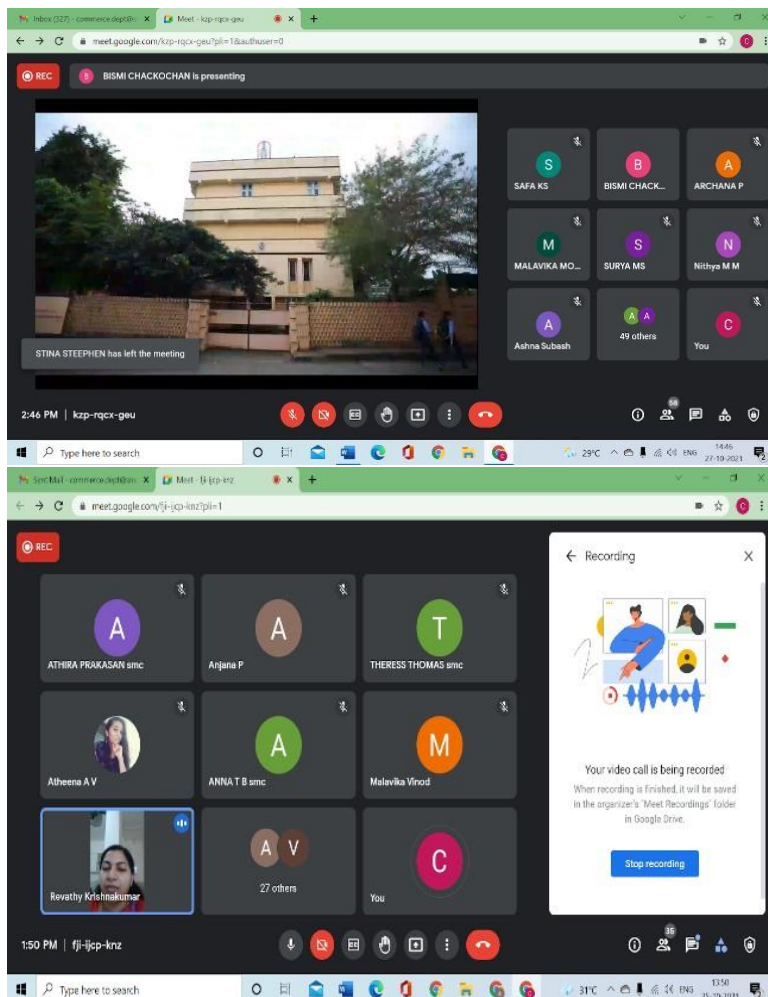 Inbox (327) - commerce.dept@s
Meet - kzp-rqcx-geu
meet.google.com/kzp-rqcx-geu?pli=1&authuser=0
C
REC
B
BISMI CHACKOCHAN is presenting
S
SAFA KS
B
BISMI CHACK...
A
ARCHANA P
M
MALAVIKA MO...
S
SURYA MS
N
Nithya M M
A
Ashna Subash
A A
49 others
C
You
STINA STEEPHEN has left the meeting
2:46 PM | kzp-rqcx-geu
58
Type here to search
29°C
ENG
14:46
27-10-2021
2
Sent Mail - commerce.dept@
Meet - fji-ijcp-knz
meet.google.com/fji-ijcp-knz?pli=1
C
REC
A
ATHIRA PRAKASAN smc
A
Anjana P
T
THERESS THOMAS smc
Atheena A V
A
ANNA T B smc
M
Malavika Vinod
Revathy Krishnakumar
A V
27 others
C
You
Recording
Your video call is being recorded
When recording is finished, it will be saved
in the organizer's 'Meet Recordings' folder
in Google Drive.
Stop recording
1:50 PM | fji-ijcp-knz
35
Type here to search
31°C
ENG
13:50